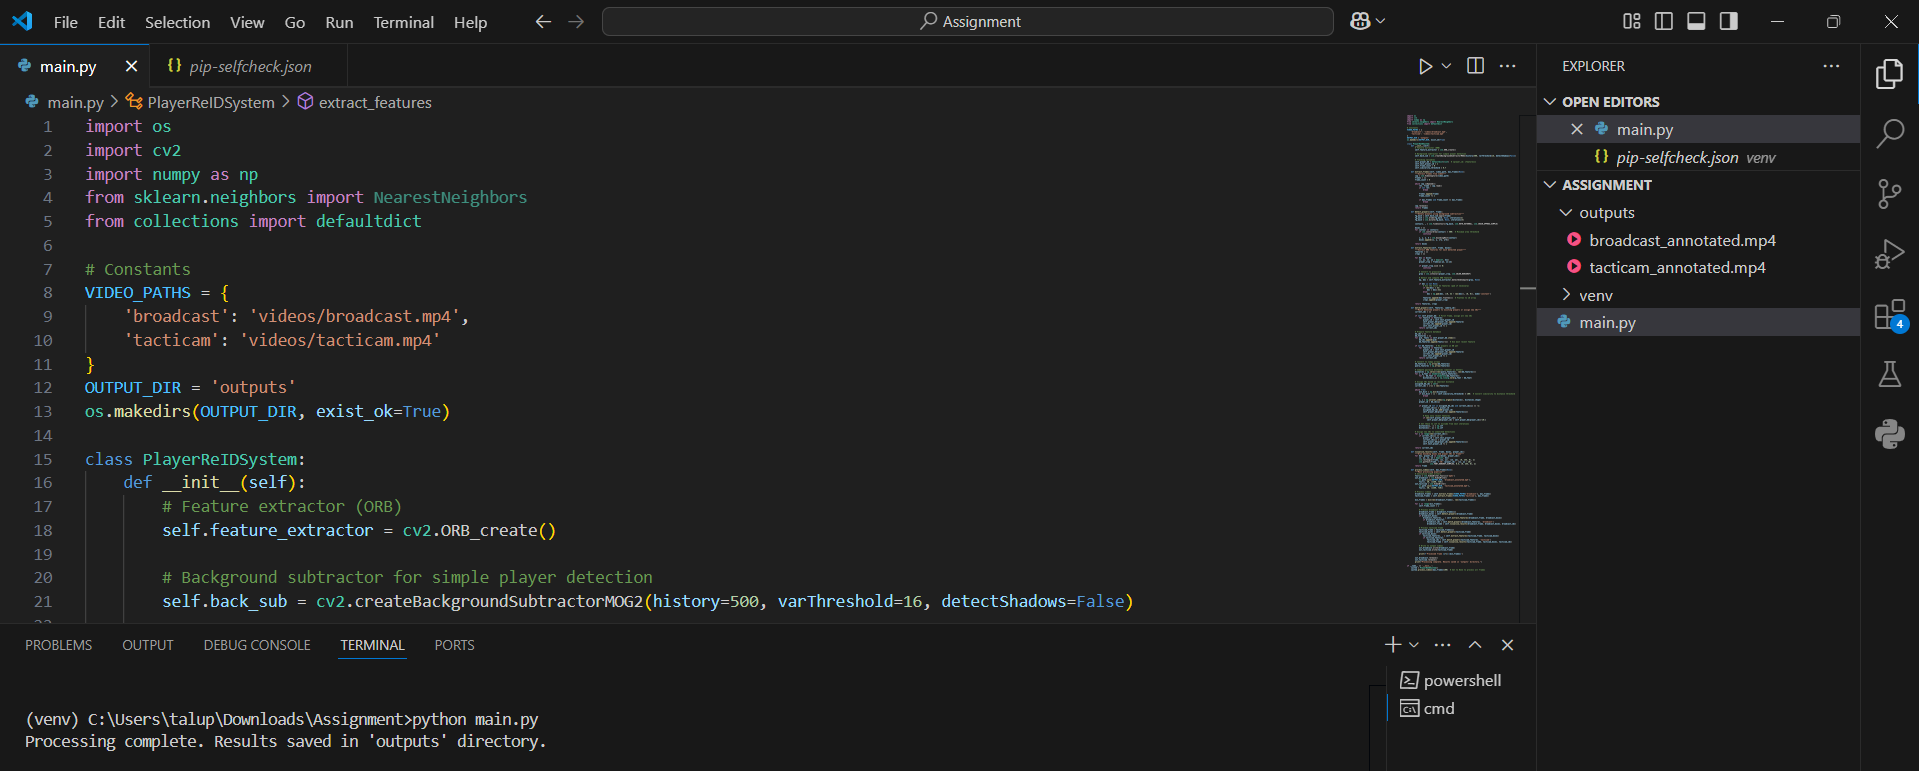 File Edit Selection View Go Run Terminal Help
Assignment
main.py
pip-selfcheck.json
main.py > PlayerReIDSystem > extract_features
1 import os
2 import cv2
3 import numpy as np
4 from sklearn.neighbors import NearestNeighbors
5 from collections import defaultdict
6
7 # Constants
8 VIDEO_PATHS = {
9 'broadcast': 'videos/broadcast.mp4',
10 'tacticam': 'videos/tacticam.mp4'
11 }
12 OUTPUT_DIR = 'outputs'
13 os.makedirs(OUTPUT_DIR, exist_ok=True)
14
15 class PlayerReIDSystem:
16 def __init__(self):
17 # Feature extractor (ORB)
18 self.feature_extractor = cv2.ORB_create()
19
20 # Background subtractor for simple player detection
21 self.back_sub = cv2.createBackgroundSubtractorMOG2(history=500, varThreshold=16, detectShadows=False)
PROBLEMS OUTPUT DEBUG CONSOLE TERMINAL PORTS
(venv) C:\Users\talup\Downloads\Assignment>python main.py
Processing complete. Results saved in 'outputs' directory.
powershell
cmd
EXPLORER
OPEN EDITORS
main.py
{} pip-selfcheck.json venv
ASSIGNMENT
outputs
broadcast_annotated.mp4
tacticam_annotated.mp4
venv
main.py
4